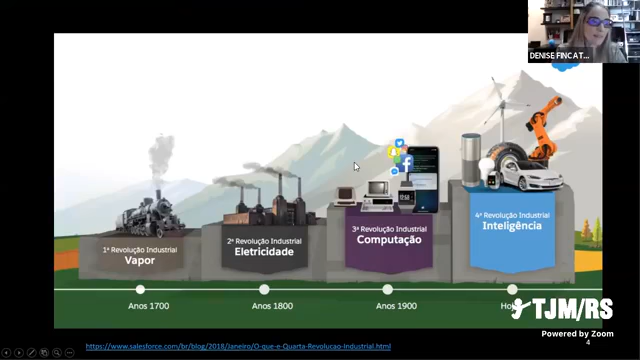 DENISE FINCAT...
1ª Revolução Industrial
Vapor
2ª Revolução Industrial
Eletricidade
3ª Revolução Industrial
Computação
4ª Revolução Industrial
Inteligência
Anos 1700
Anos 1800
Anos 1900
Ho
TJM/RS
Powered by Zoom
4
https://www.salesforce.com/br/blog/2018/Janeiro/O-que-e-Quarta-Revolucao-Industrial.html